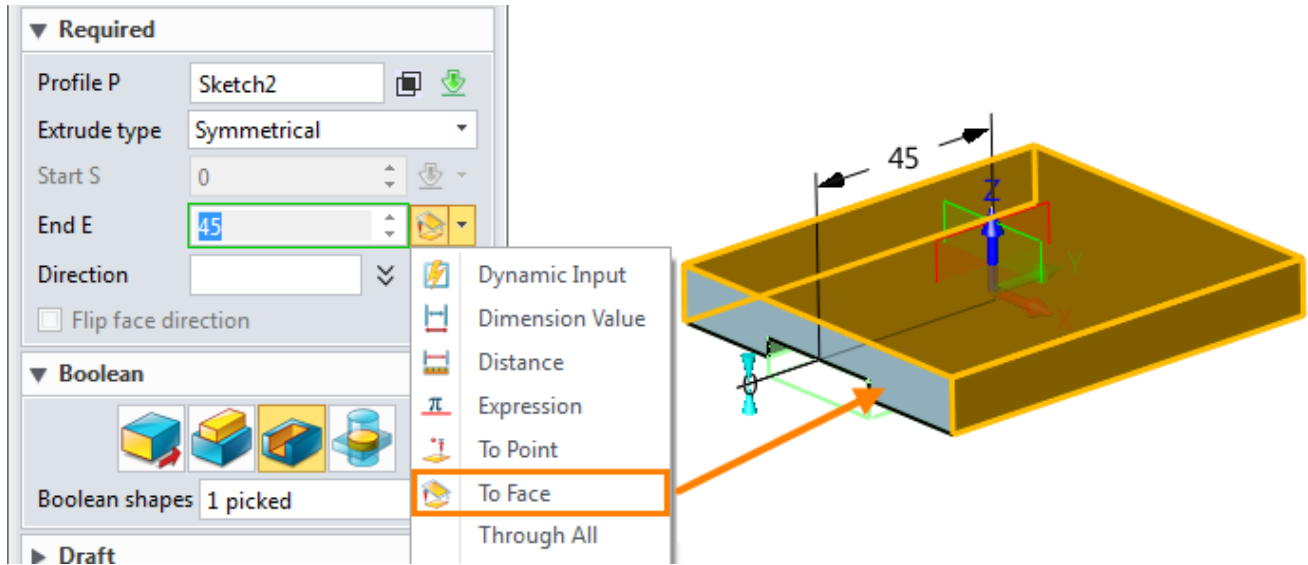 Required
Profile P Sketch2
Extrude type Symmetrical
Start S 0
End E 45
Direction
Flip face direction
Boolean
Boolean shapes 1 picked
Draft
Dynamic Input
Dimension Value
Distance
π Expression
To Point
To Face
Through All
45
Z
Y
X